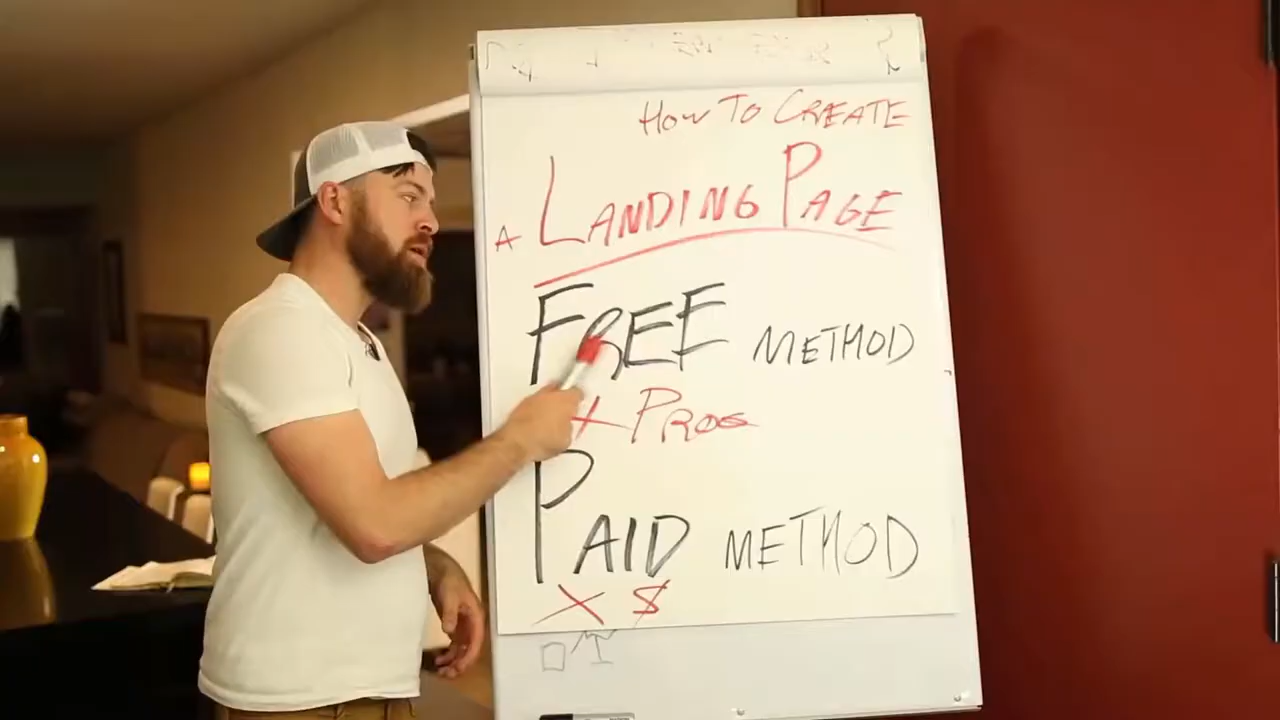 HOW TO CREATE
A LANDING PAGE
FREE METHOD
X PROS
PAID METHOD
X $